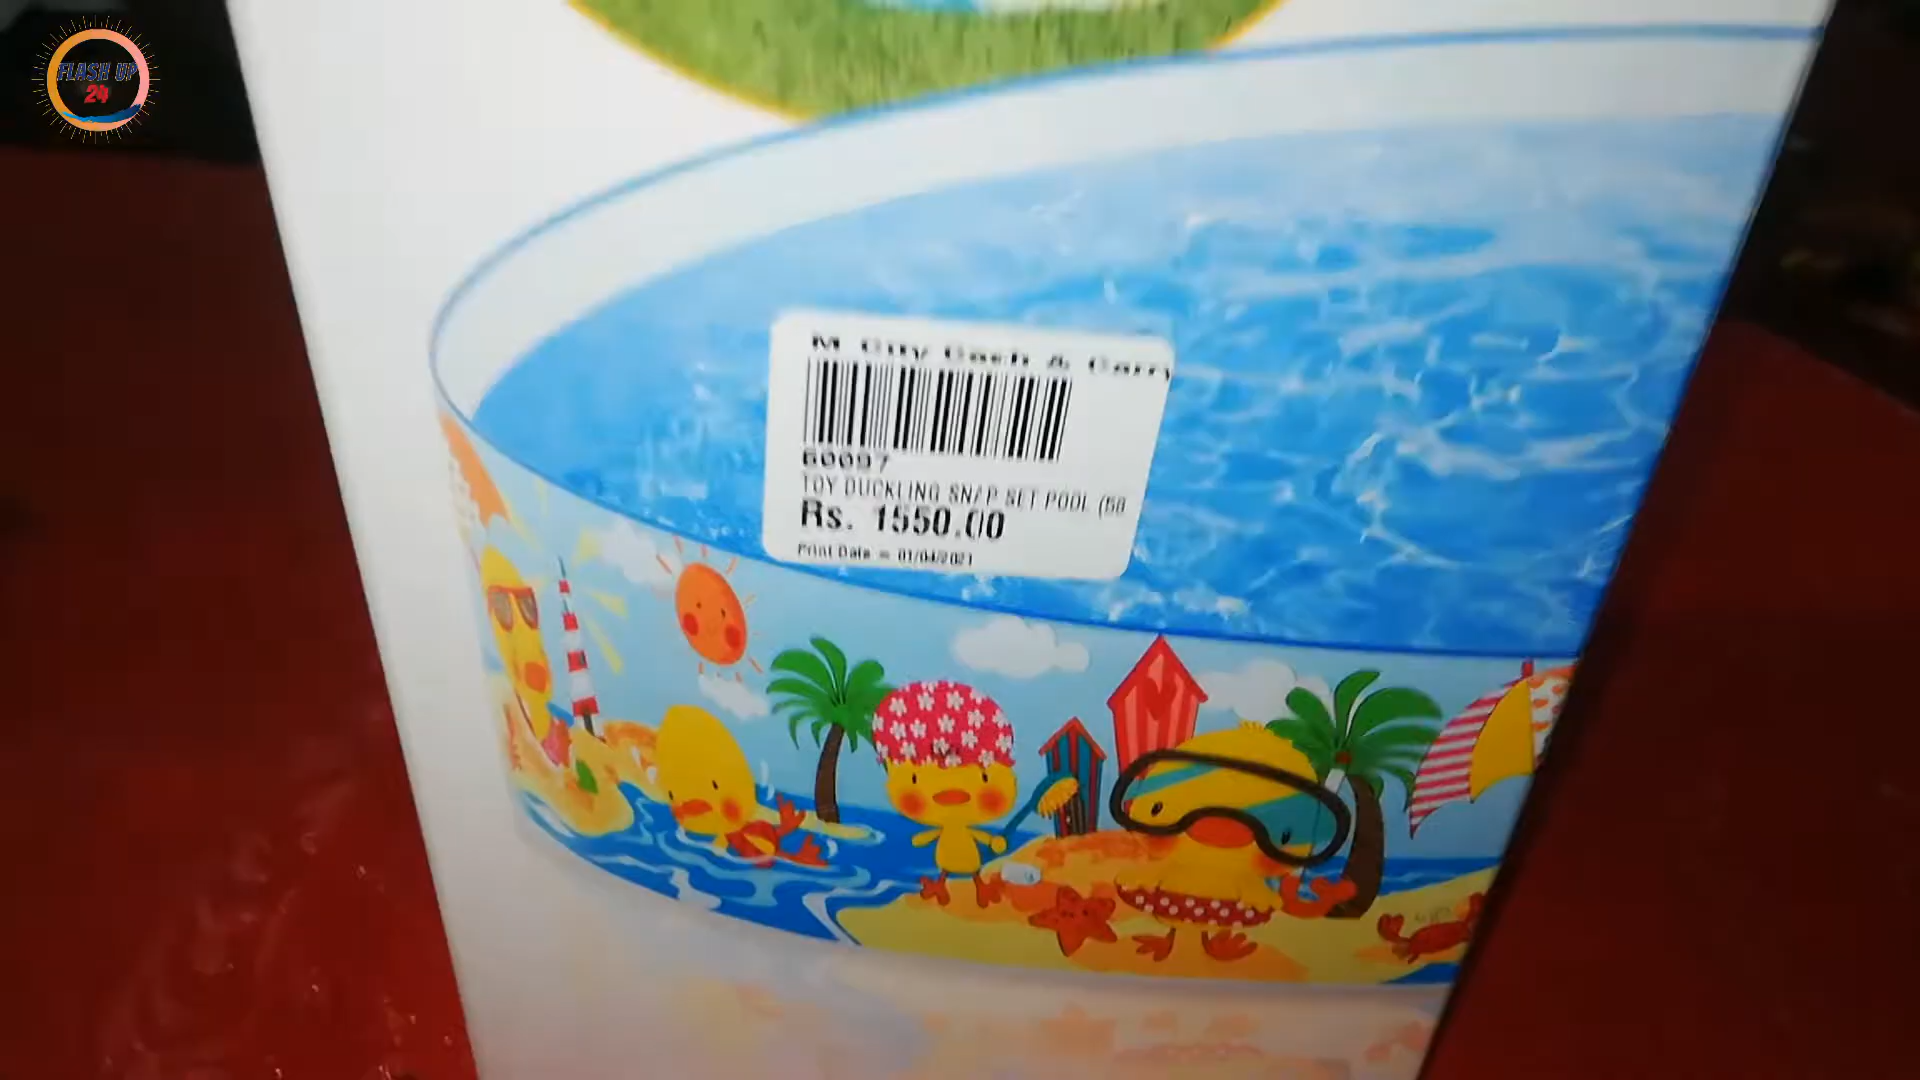 FLASH UP
24
M City Cash & Carry
60097
TOY DUCKLING SNAP SET POOL (58
Rs. 1550.00
Print Date = 01/04/2021